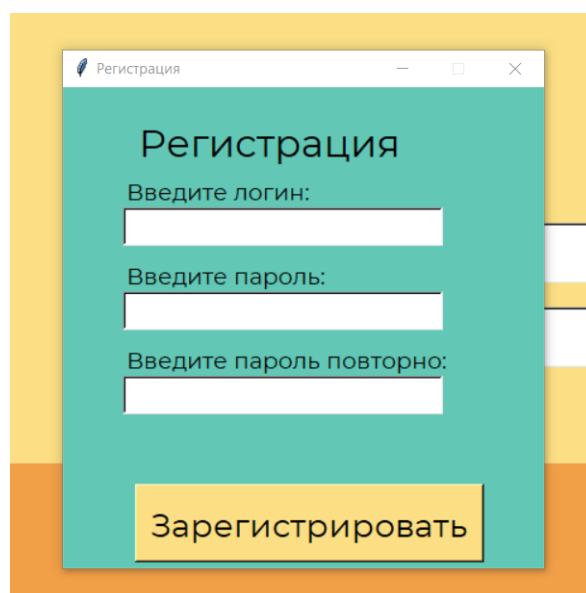 Регистрация
Регистрация
Введите логин:
Введите пароль:
Введите пароль повторно:
Зарегистрировать